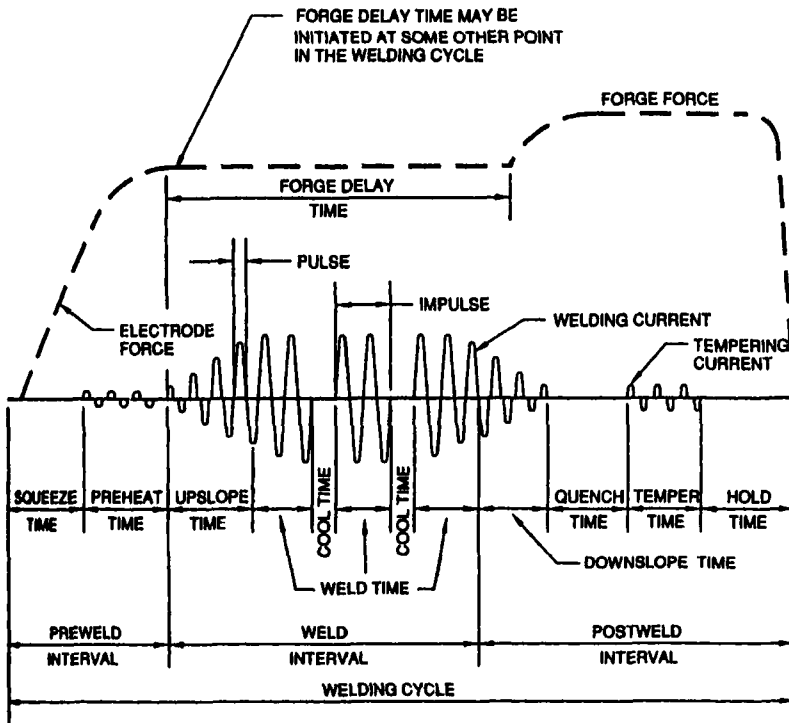 FORGE DELAY TIME MAY BE
INITIATED AT SOME OTHER POINT
IN THE WELDING CYCLE
FORGE FORCE
FORGE DELAY
TIME
PULSE
IMPULSE
ELECTRODE
FORCE
WELDING CURRENT
TEMPERING
CURRENT
SQUEEZE
TIME
PREHEAT
TIME
UPSLOPE
TIME
COOL TIME
COOL TIME
QUENCH
TIME
TEMPER
TIME
HOLD
TIME
WELD TIME
DOWNSLOPE TIME
PREWELD
INTERVAL
WELD
INTERVAL
POSTWELD
INTERVAL
WELDING CYCLE